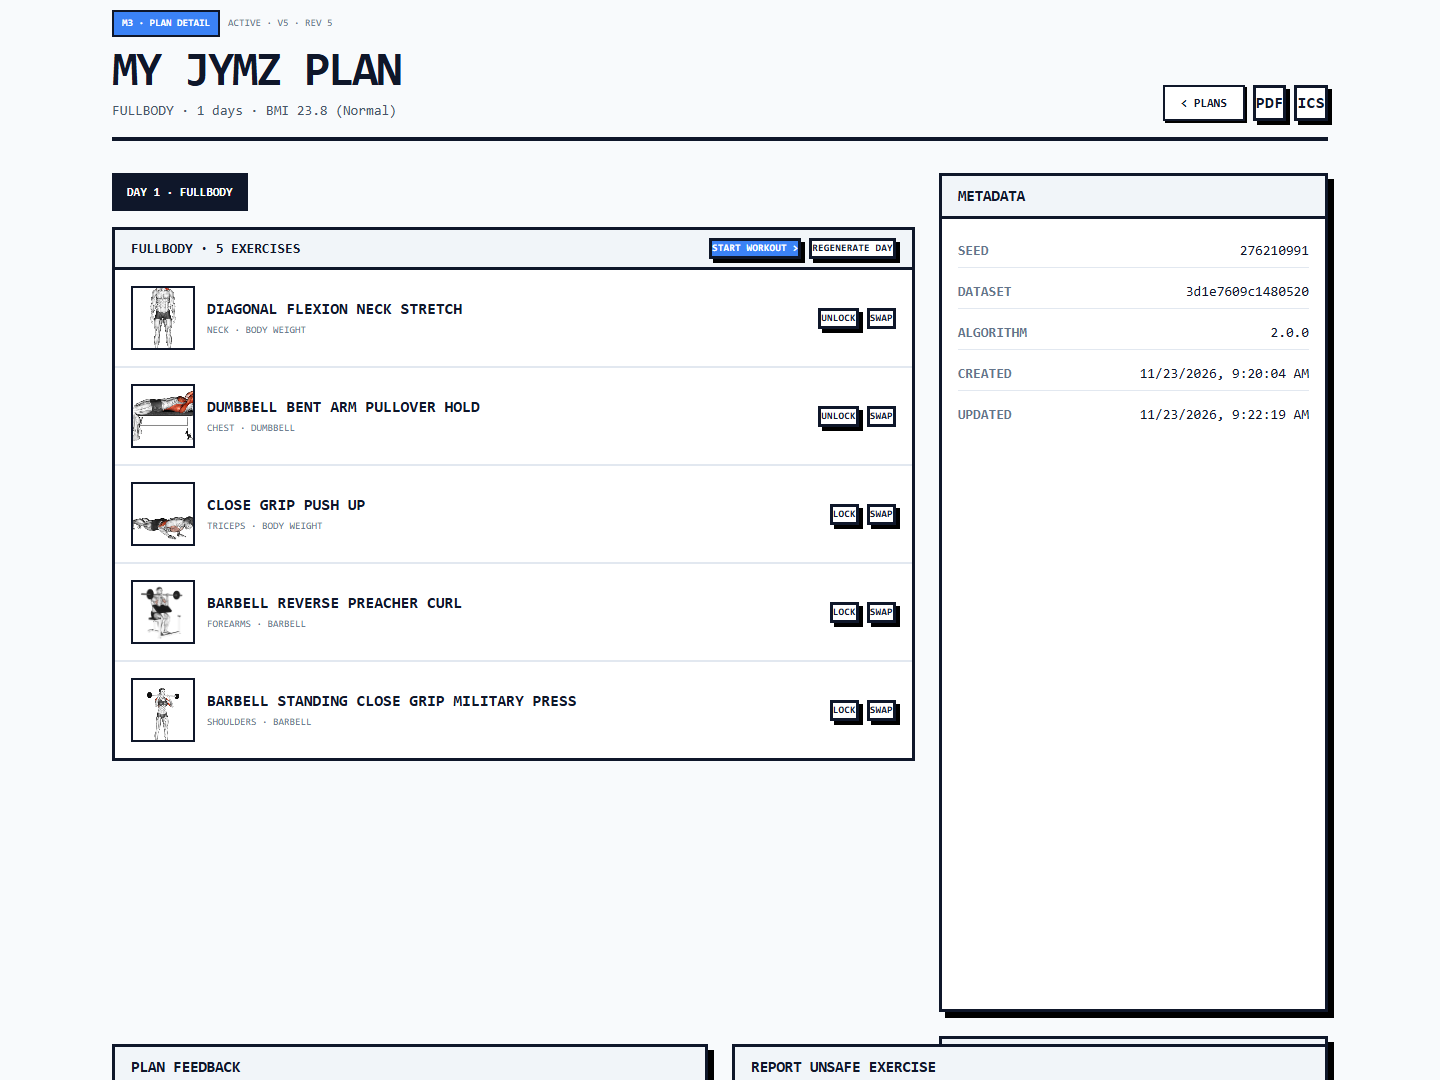 M3 · PLAN DETAIL
ACTIVE · V5 · REV 5
MY JYMZ PLAN
FULLBODY · 1 days · BMI 23.8 (Normal)
< PLANS
PDF
ICS
DAY 1 · FULLBODY
FULLBODY · 5 EXERCISES
START WORKOUT >
REGENERATE DAY
DIAGONAL FLEXION NECK STRETCH
NECK · BODY WEIGHT
UNLOCK
SWAP
DUMBBELL BENT ARM PULLOVER HOLD
CHEST · DUMBBELL
UNLOCK
SWAP
CLOSE GRIP PUSH UP
TRICEPS · BODY WEIGHT
LOCK
SWAP
BARBELL REVERSE PREACHER CURL
FOREARMS · BARBELL
LOCK
SWAP
BARBELL STANDING CLOSE GRIP MILITARY PRESS
SHOULDERS · BARBELL
LOCK
SWAP
METADATA
SEED 276210991
DATASET 3d1e7609c1480520
ALGORITHM 2.0.0
CREATED 11/23/2026, 9:20:04 AM
UPDATED 11/23/2026, 9:22:19 AM
PLAN FEEDBACK
REPORT UNSAFE EXERCISE